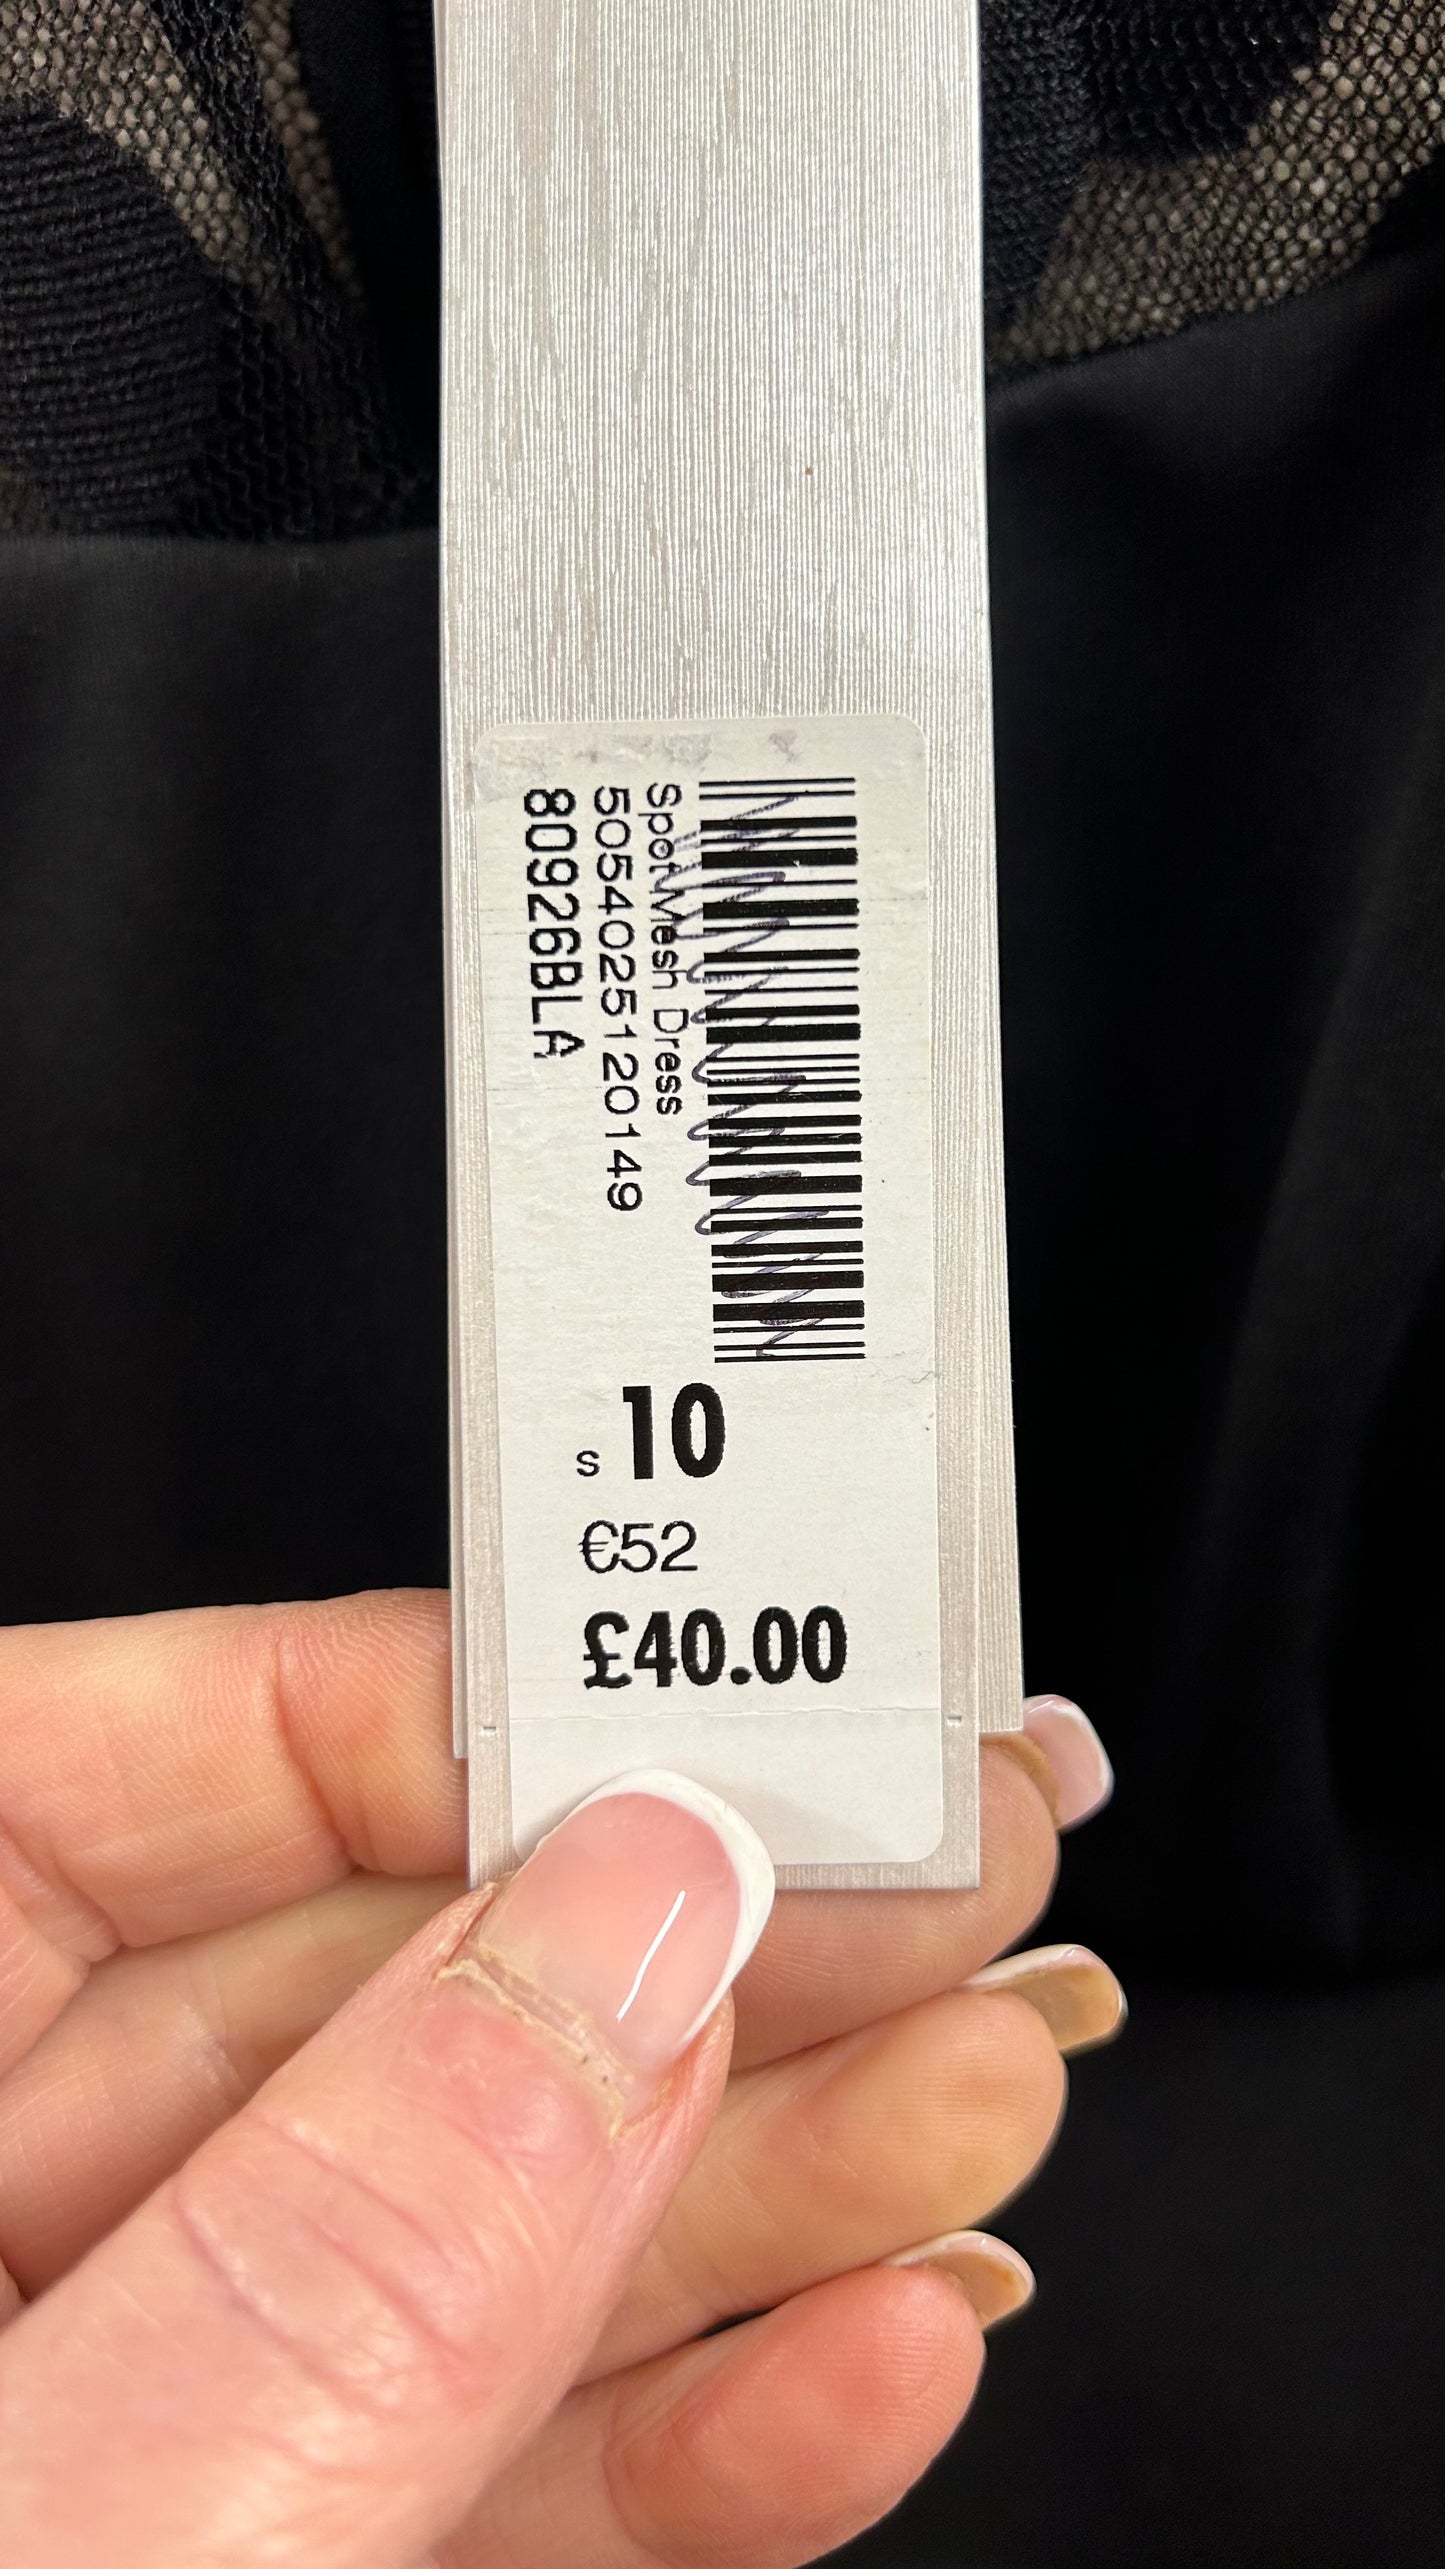 Spot Mesh Dress
5054025120149
80926BLA
s 10
€52
£40.00